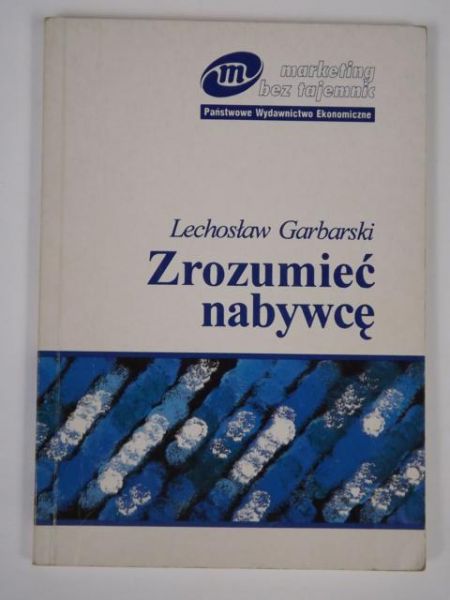 m
marketing
bez tajemnic
Państwowe Wydawnictwo Ekonomiczne
Lechosław Garbarski
Zrozumieć
nabywcę